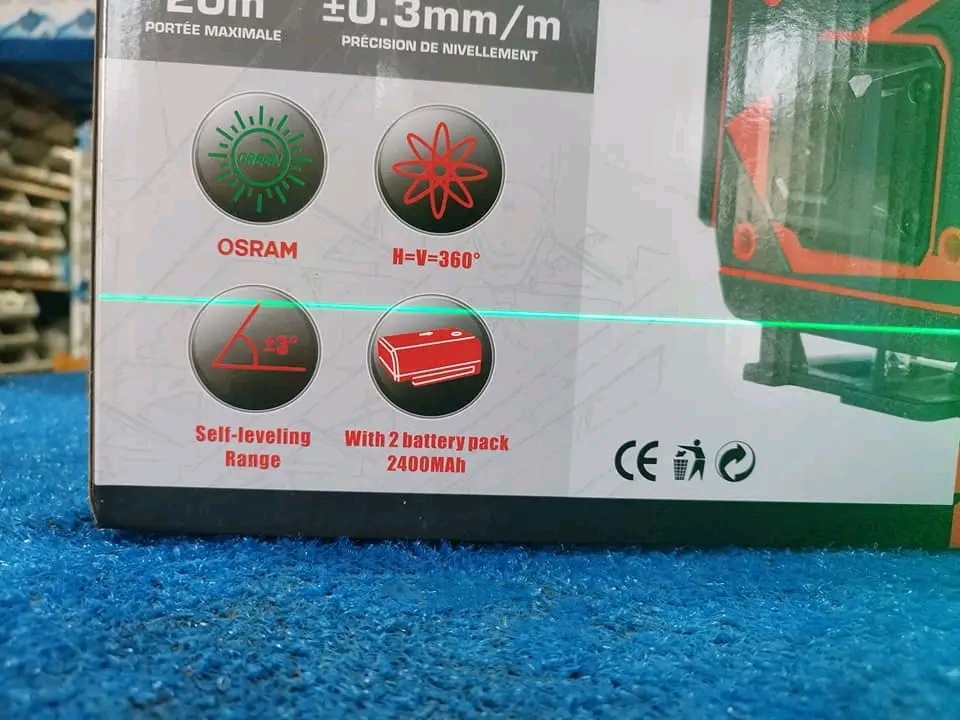 20m
PORTÉE MAXIMALE
±0.3mm/m
PRÉCISION DE NIVELLEMENT
OSRAM
OSRAM
H=V=360°
±3°
Self-leveling
Range
With 2 battery pack
2400MAh
CE